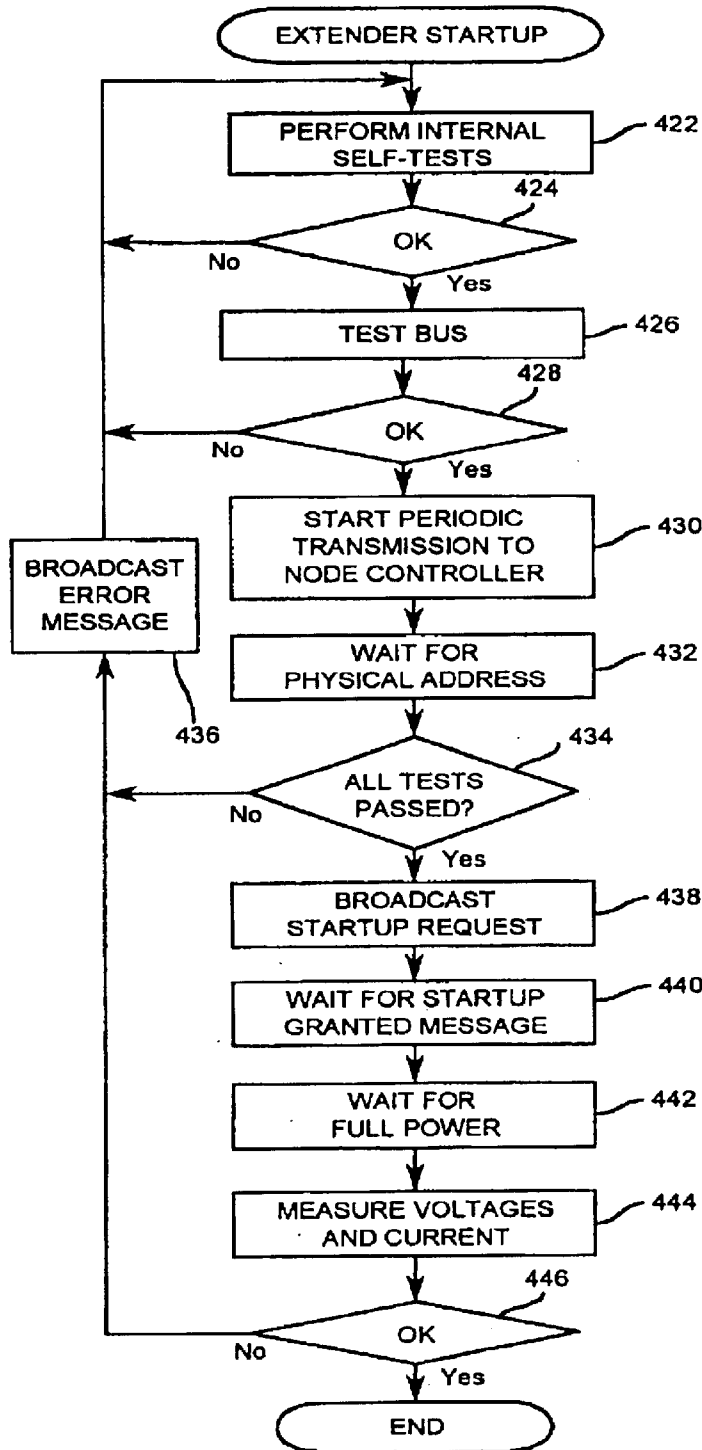 EXTENDER STARTUP
PERFORM INTERNAL
SELF-TESTS
422
424
OK
No
Yes
TEST BUS
426
428
OK
No
Yes
START PERIODIC
TRANSMISSION TO
NODE CONTROLLER
430
BROADCAST
ERROR
MESSAGE
436
WAIT FOR
PHYSICAL ADDRESS
432
434
ALL TESTS
PASSED?
No
Yes
BROADCAST
STARTUP REQUEST
438
WAIT FOR STARTUP
GRANTED MESSAGE
440
WAIT FOR
FULL POWER
442
MEASURE VOLTAGES
AND CURRENT
444
446
OK
No
Yes
END